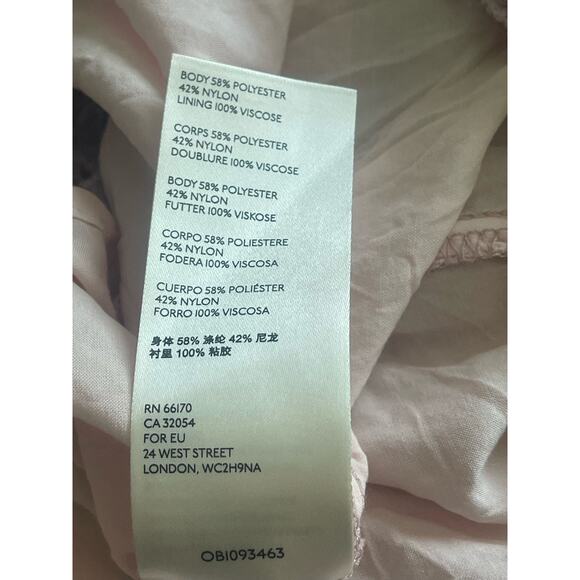 BODY 58% POLYESTER
42% NYLON
LINING 100% VISCOSE
CORPS 58% POLYESTER
42% NYLON
DOUBLURE 100% VISCOSE
BODY 58% POLYESTER
42% NYLON
FUTTER 100% VISKOSE
CORPO 58% POLIESTERE
42% NYLON
FODERA 100% VISCOSA
CUERPO 58% POLIÉSTER
42% NYLON
FORRO 100% VISCOSA
身体 58% 涤纶 42% 尼龙
衬里 100% 粘胶
RN 66170
CA 32054
FOR EU
24 WEST STREET
LONDON, WC2H9NA
OB1093463